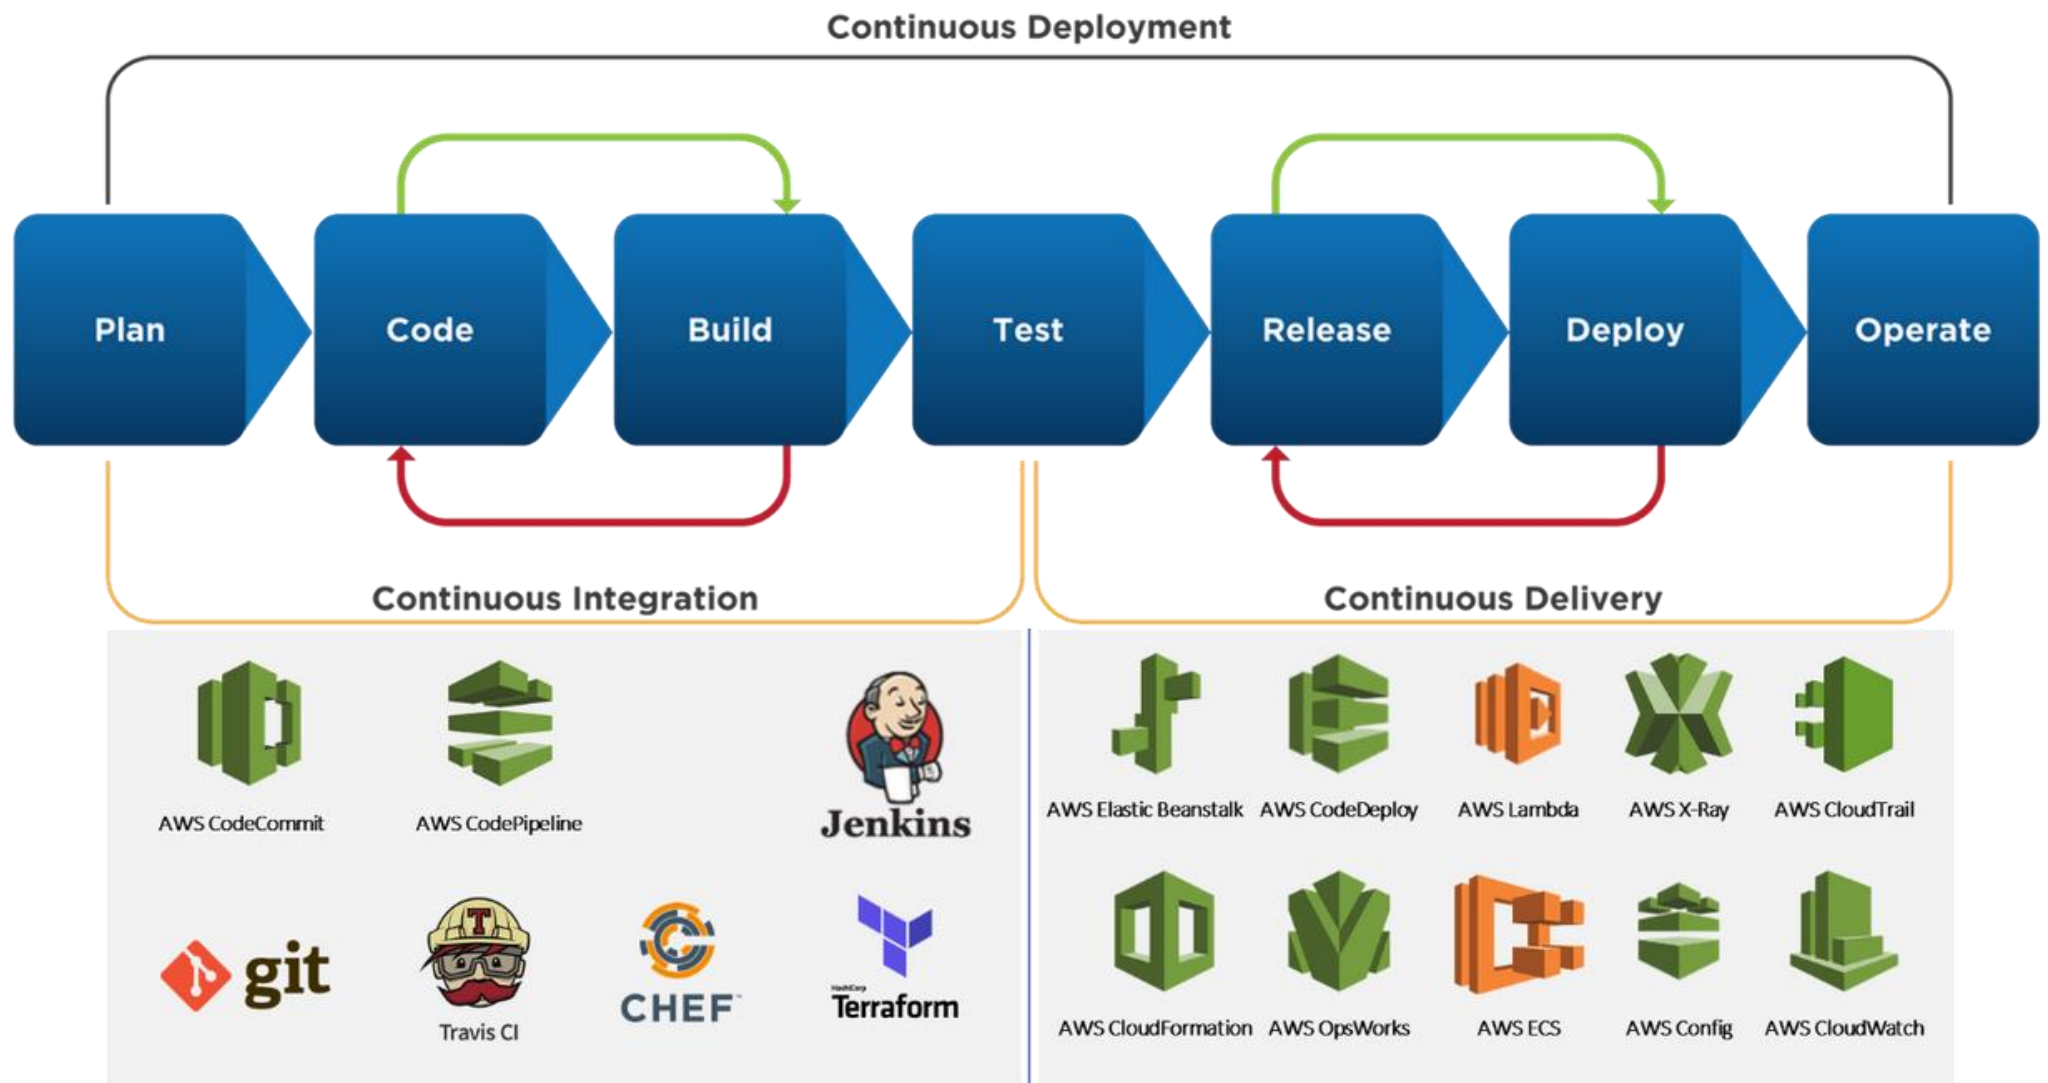 Continuous Deployment
Plan
Code
Build
Test
Release
Deploy
Operate
Continuous Integration
Continuous Delivery
AWS CodeCommit
AWS CodePipeline
Jenkins
git
T
Travis CI
CHEF™
HashiCorp
Terraform
AWS Elastic Beanstalk
AWS CodeDeploy
AWS Lambda
AWS X-Ray
AWS CloudTrail
AWS CloudFormation
AWS OpsWorks
AWS ECS
AWS Config
AWS CloudWatch